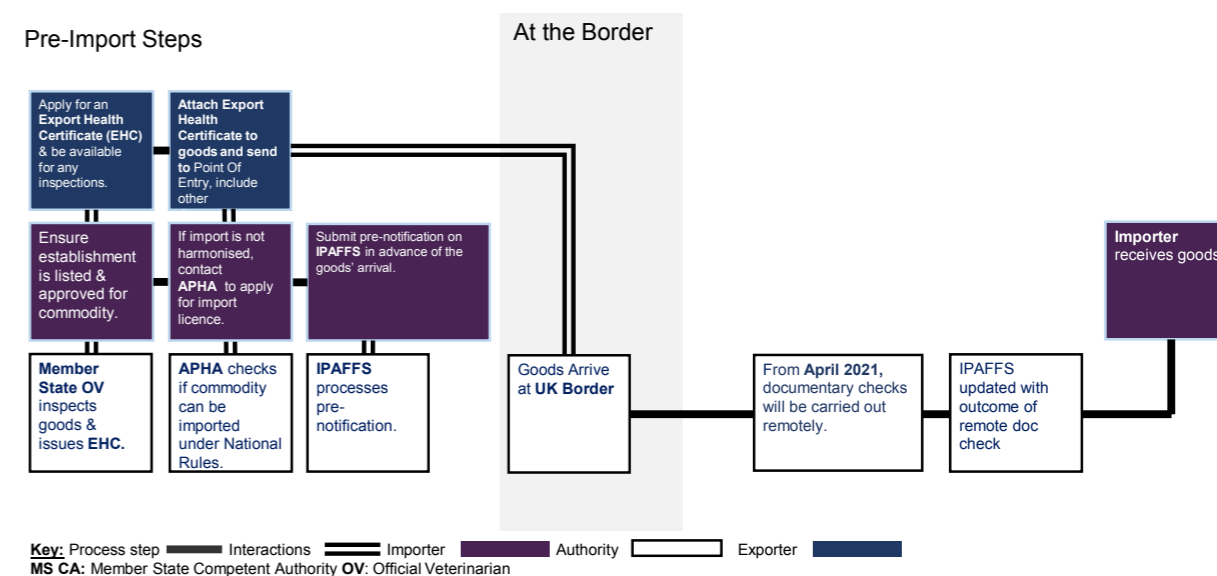 Pre-Import Steps
At the Border
Apply for an
Export Health
Certificate (EHC)
& be available
for any
inspections.
Attach Export
Health
Certificate to
goods and send
to Point Of
Entry, include
other
Ensure
establishment
is listed &
approved for
commodity.
If import is not
harmonised,
contact
APHA to apply
for import
licence.
Submit pre-notification on
IPAFFS in advance of the
goods' arrival.
Importer
receives goods
Member
State OV
inspects
goods &
issues EHC.
APHA checks
if commodity
can be
imported
under National
Rules.
IPAFFS
processes
pre-
notification.
Goods Arrive
at UK Border
From April 2021,
documentary checks
will be carried out
remotely.
IPAFFS
updated with
outcome of
remote doc
check
Key: Process step Interactions Importer Authority Exporter
MS CA: Member State Competent Authority OV: Official Veterinarian